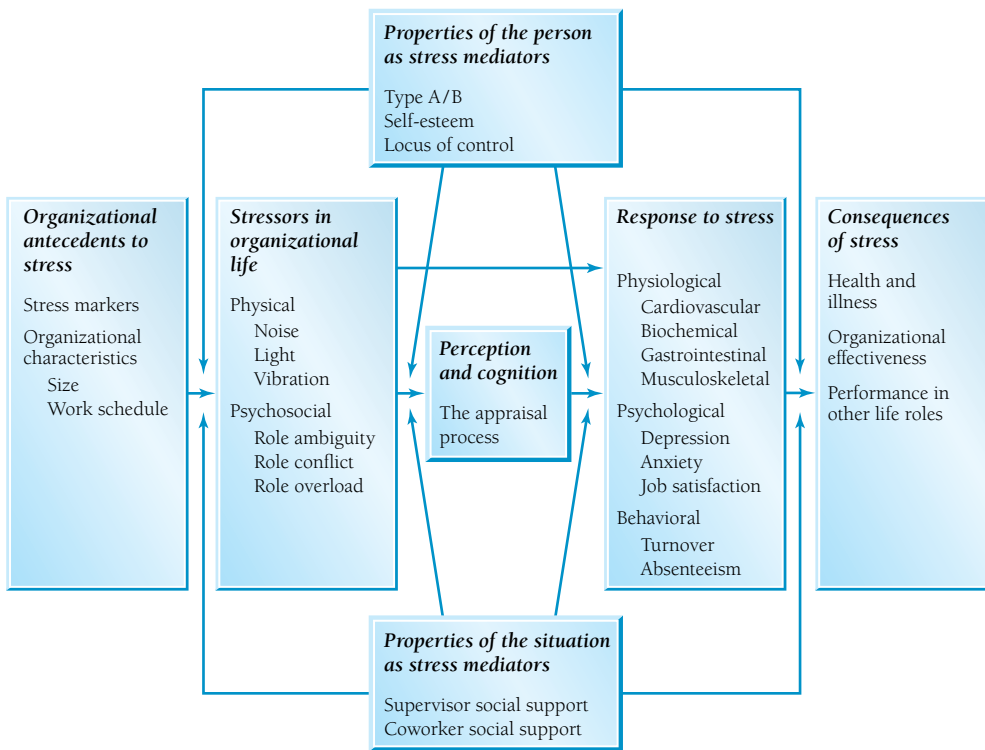 Properties of the person
as stress mediators
Type A/B
Self-esteem
Locus of control
Organizational
antecedents to
stress
Stress markers
Organizational
characteristics
Size
Work schedule
Stressors in
organizational
life
Physical
Noise
Light
Vibration
Psychosocial
Role ambiguity
Role conflict
Role overload
Perception
and cognition
The appraisal
process
Response to stress
Physiological
Cardiovascular
Biochemical
Gastrointestinal
Musculoskeletal
Psychological
Depression
Anxiety
Job satisfaction
Behavioral
Turnover
Absenteeism
Consequences
of stress
Health and
illness
Organizational
effectiveness
Performance in
other life roles
Properties of the situation
as stress mediators
Supervisor social support
Coworker social support